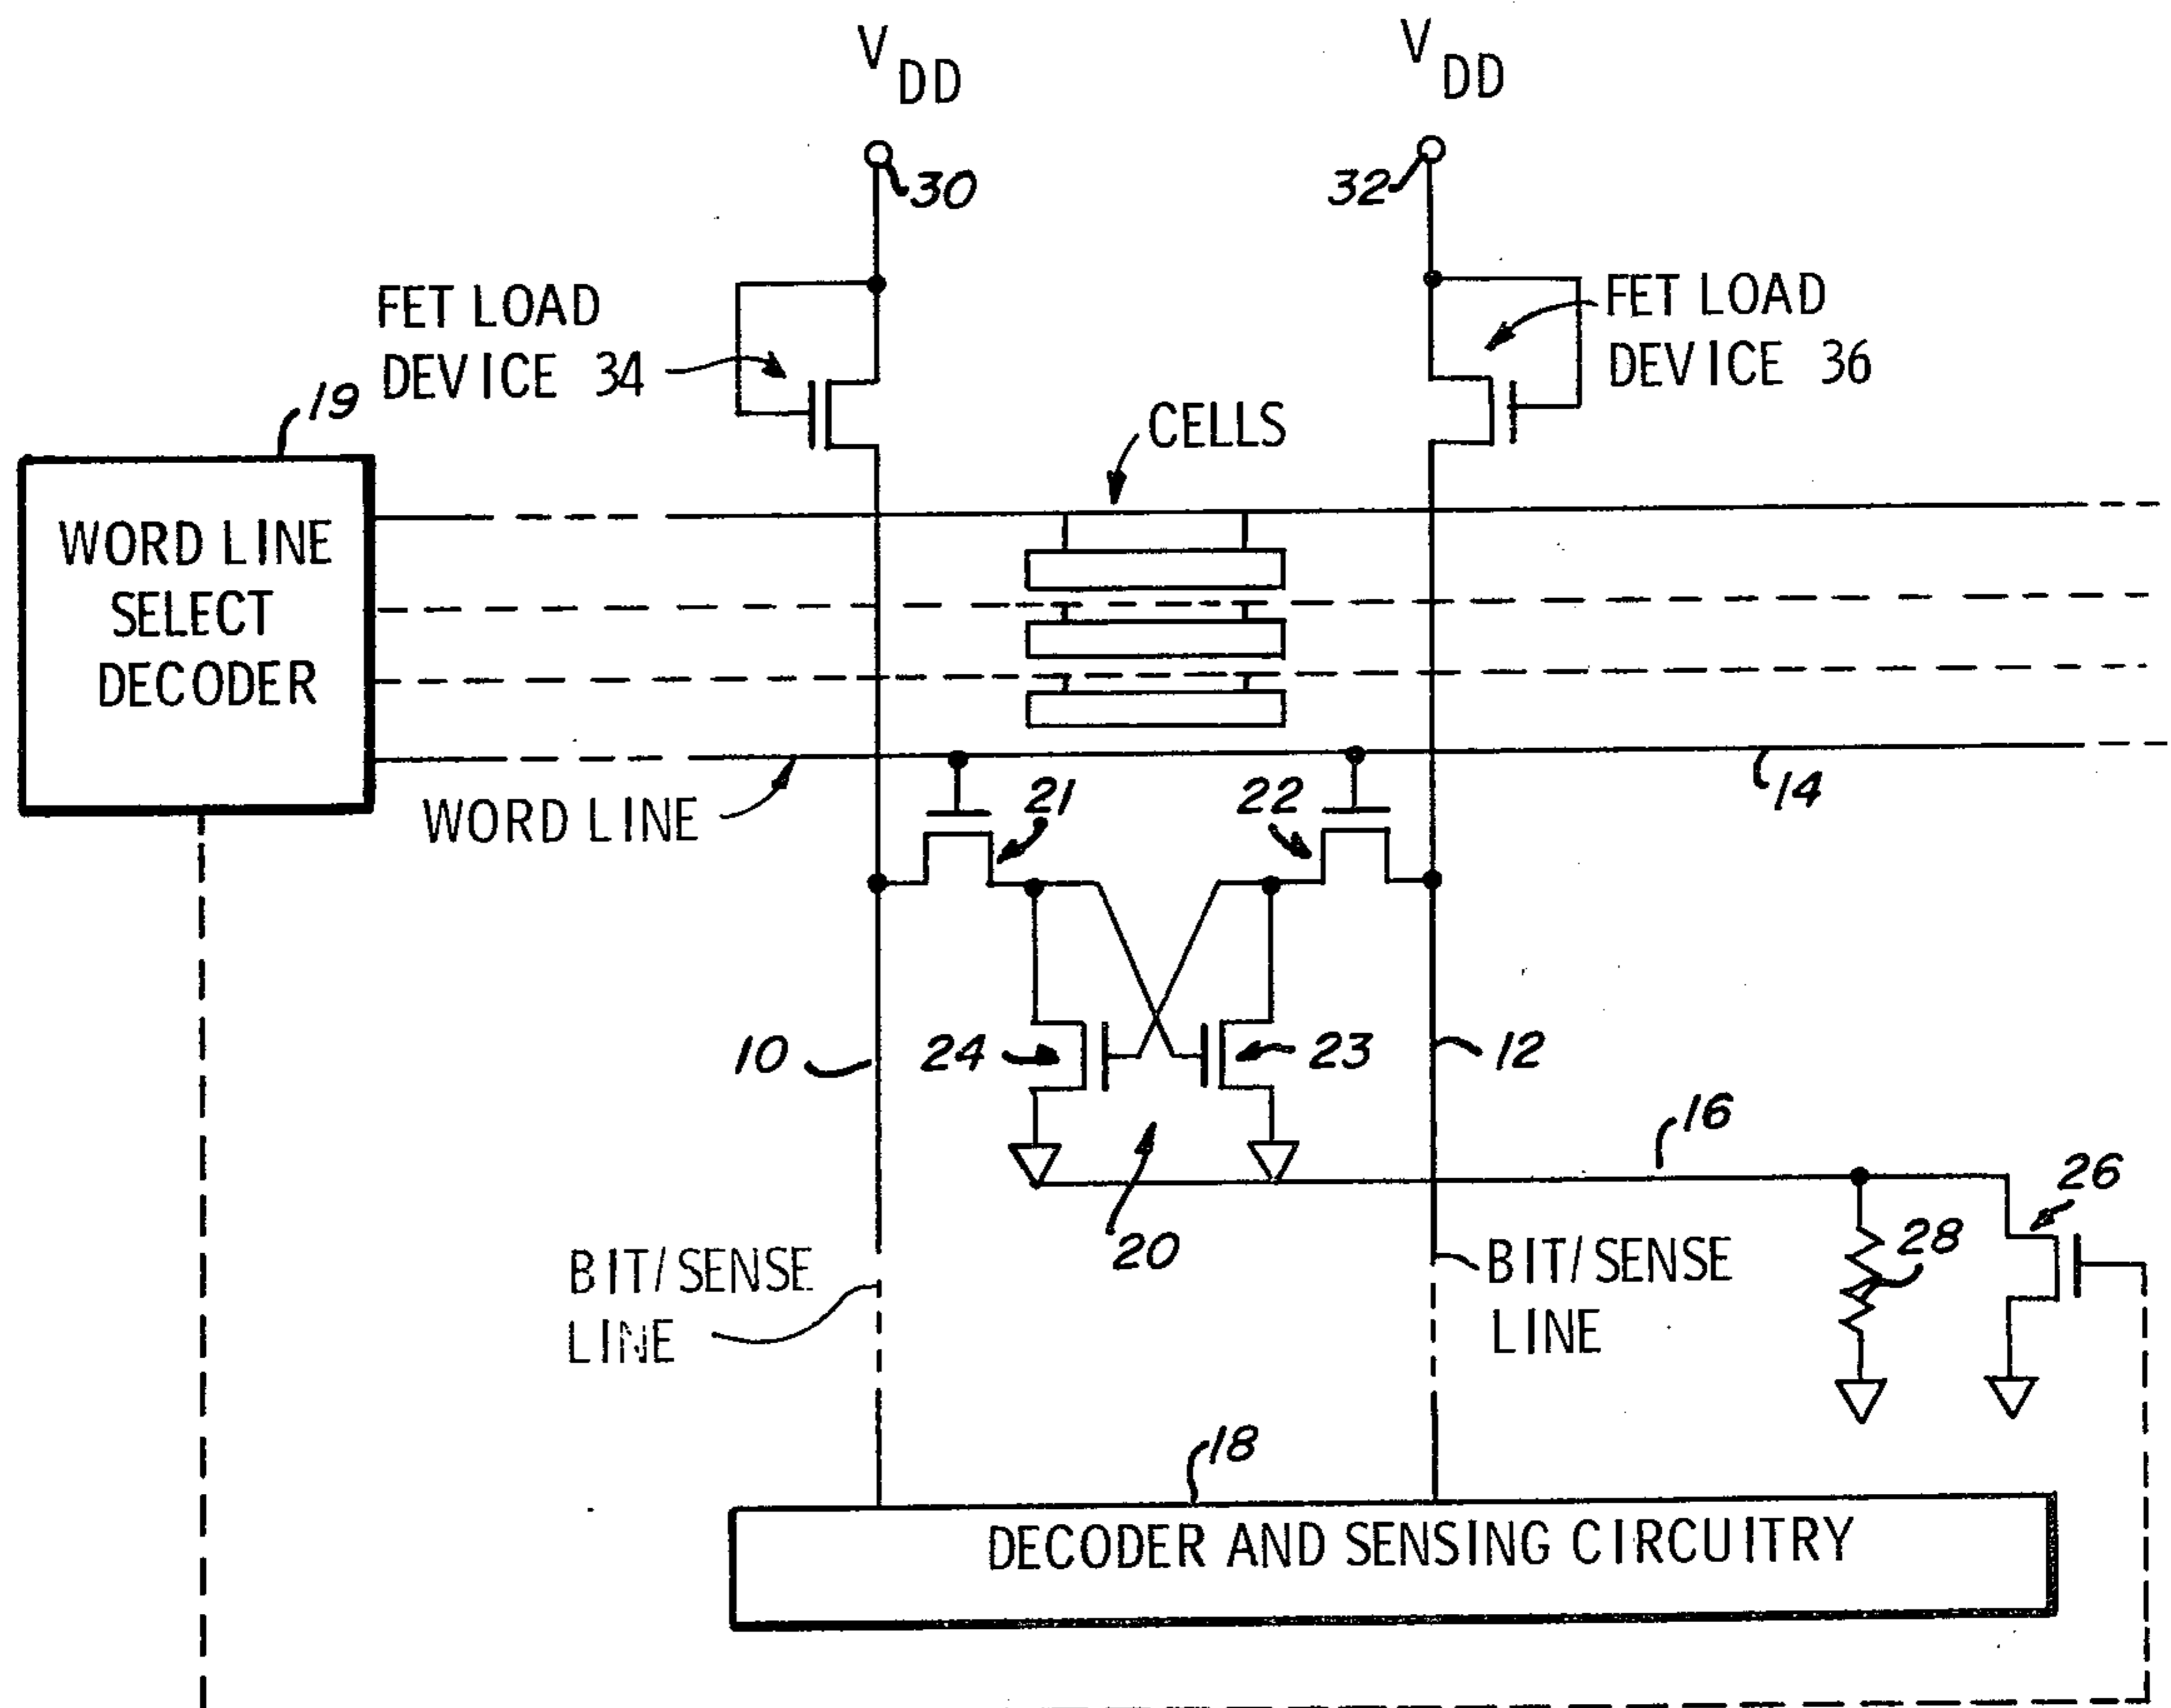 V DD
V DD
30
32
FET LOAD
DEVICE 34
FET LOAD
DEVICE 36
CELLS
19
WORD LINE
SELECT
DECODER
WORD LINE
14
21
22
10
24
23
12
16
26
28
20
BIT/SENSE
LINE
BIT/SENSE
LINE
18
DECODER AND SENSING CIRCUITRY